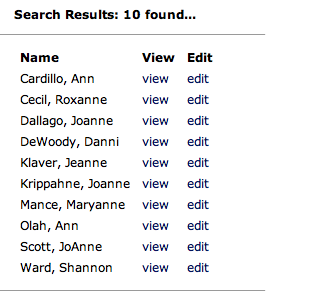 Search Results: 10 found...
Name View Edit
Cardillo, Ann view edit
Cecil, Roxanne view edit
Dallago, Joanne view edit
DeWoody, Danni view edit
Klaver, Jeanne view edit
Krippahne, Joanne view edit
Mance, Maryanne view edit
Olah, Ann view edit
Scott, JoAnne view edit
Ward, Shannon view edit